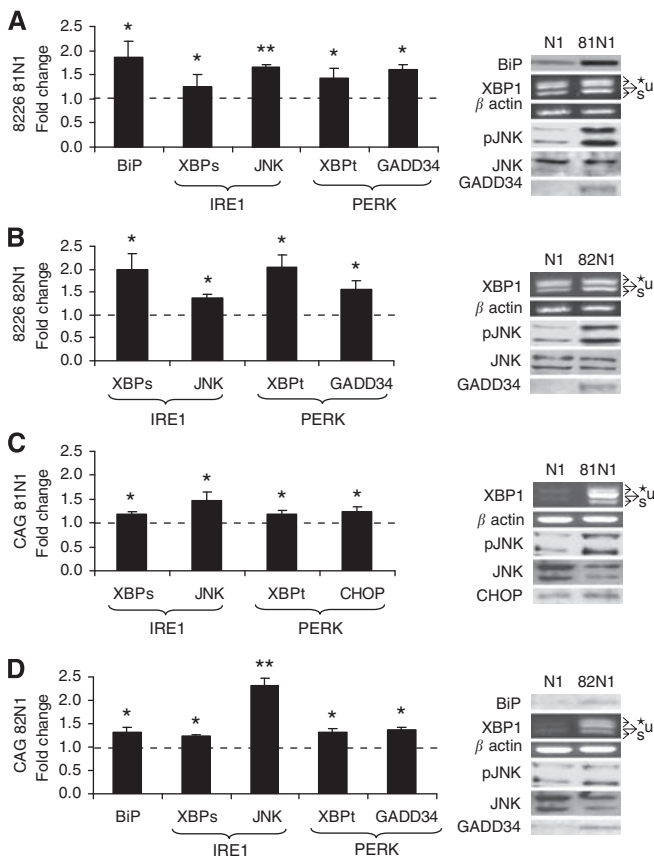 A
8226 81N1
Fold change
2.5
2.0
1.5
1.0
0.5
0.0
* * ** * *
BiP XBPs JNK XBPt GADD34
IRE1 PERK
N1 81N1
BiP
XBP1 *u
s
β actin
pJNK
JNK
GADD34
B
8226 82N1
Fold change
2.5
2.0
1.5
1.0
0.5
0.0
* * * *
XBPs JNK XBPt GADD34
IRE1 PERK
N1 82N1
XBP1 *u
s
β actin
pJNK
JNK
GADD34
C
CAG 81N1
Fold change
2.5
2.0
1.5
1.0
0.5
0.0
* * * *
XBPs JNK XBPt CHOP
IRE1 PERK
N1 81N1
XBP1 *u
s
β actin
pJNK
JNK
CHOP
D
CAG 82N1
Fold change
2.5
2.0
1.5
1.0
0.5
0.0
* * ** * *
BiP XBPs JNK XBPt GADD34
IRE1 PERK
N1 82N1
BiP
XBP1 *u
s
β actin
pJNK
JNK
GADD34